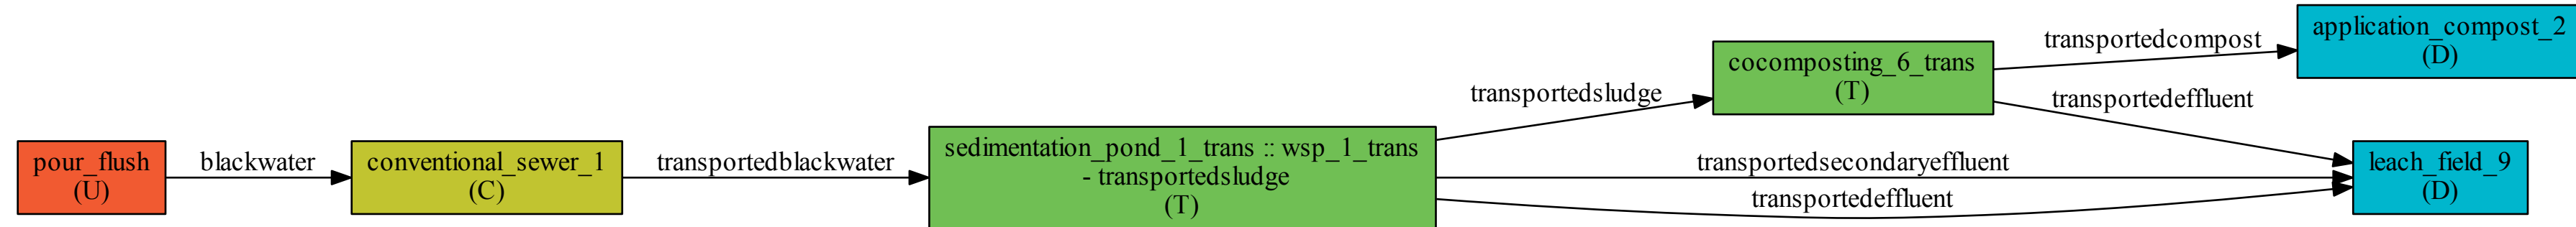 pour_flush
(U)
blackwater
conventional_sewer_1
(C)
transportedblackwater
sedimentation_pond_1_trans :: wsp_1_trans
- transportedsludge
(T)
transportedsludge
cocomposting_6_trans
(T)
transportedcompost
application_compost_2
(D)
transportedeffluent
transportedsecondaryeffluent
transportedeffluent
leach_field_9
(D)